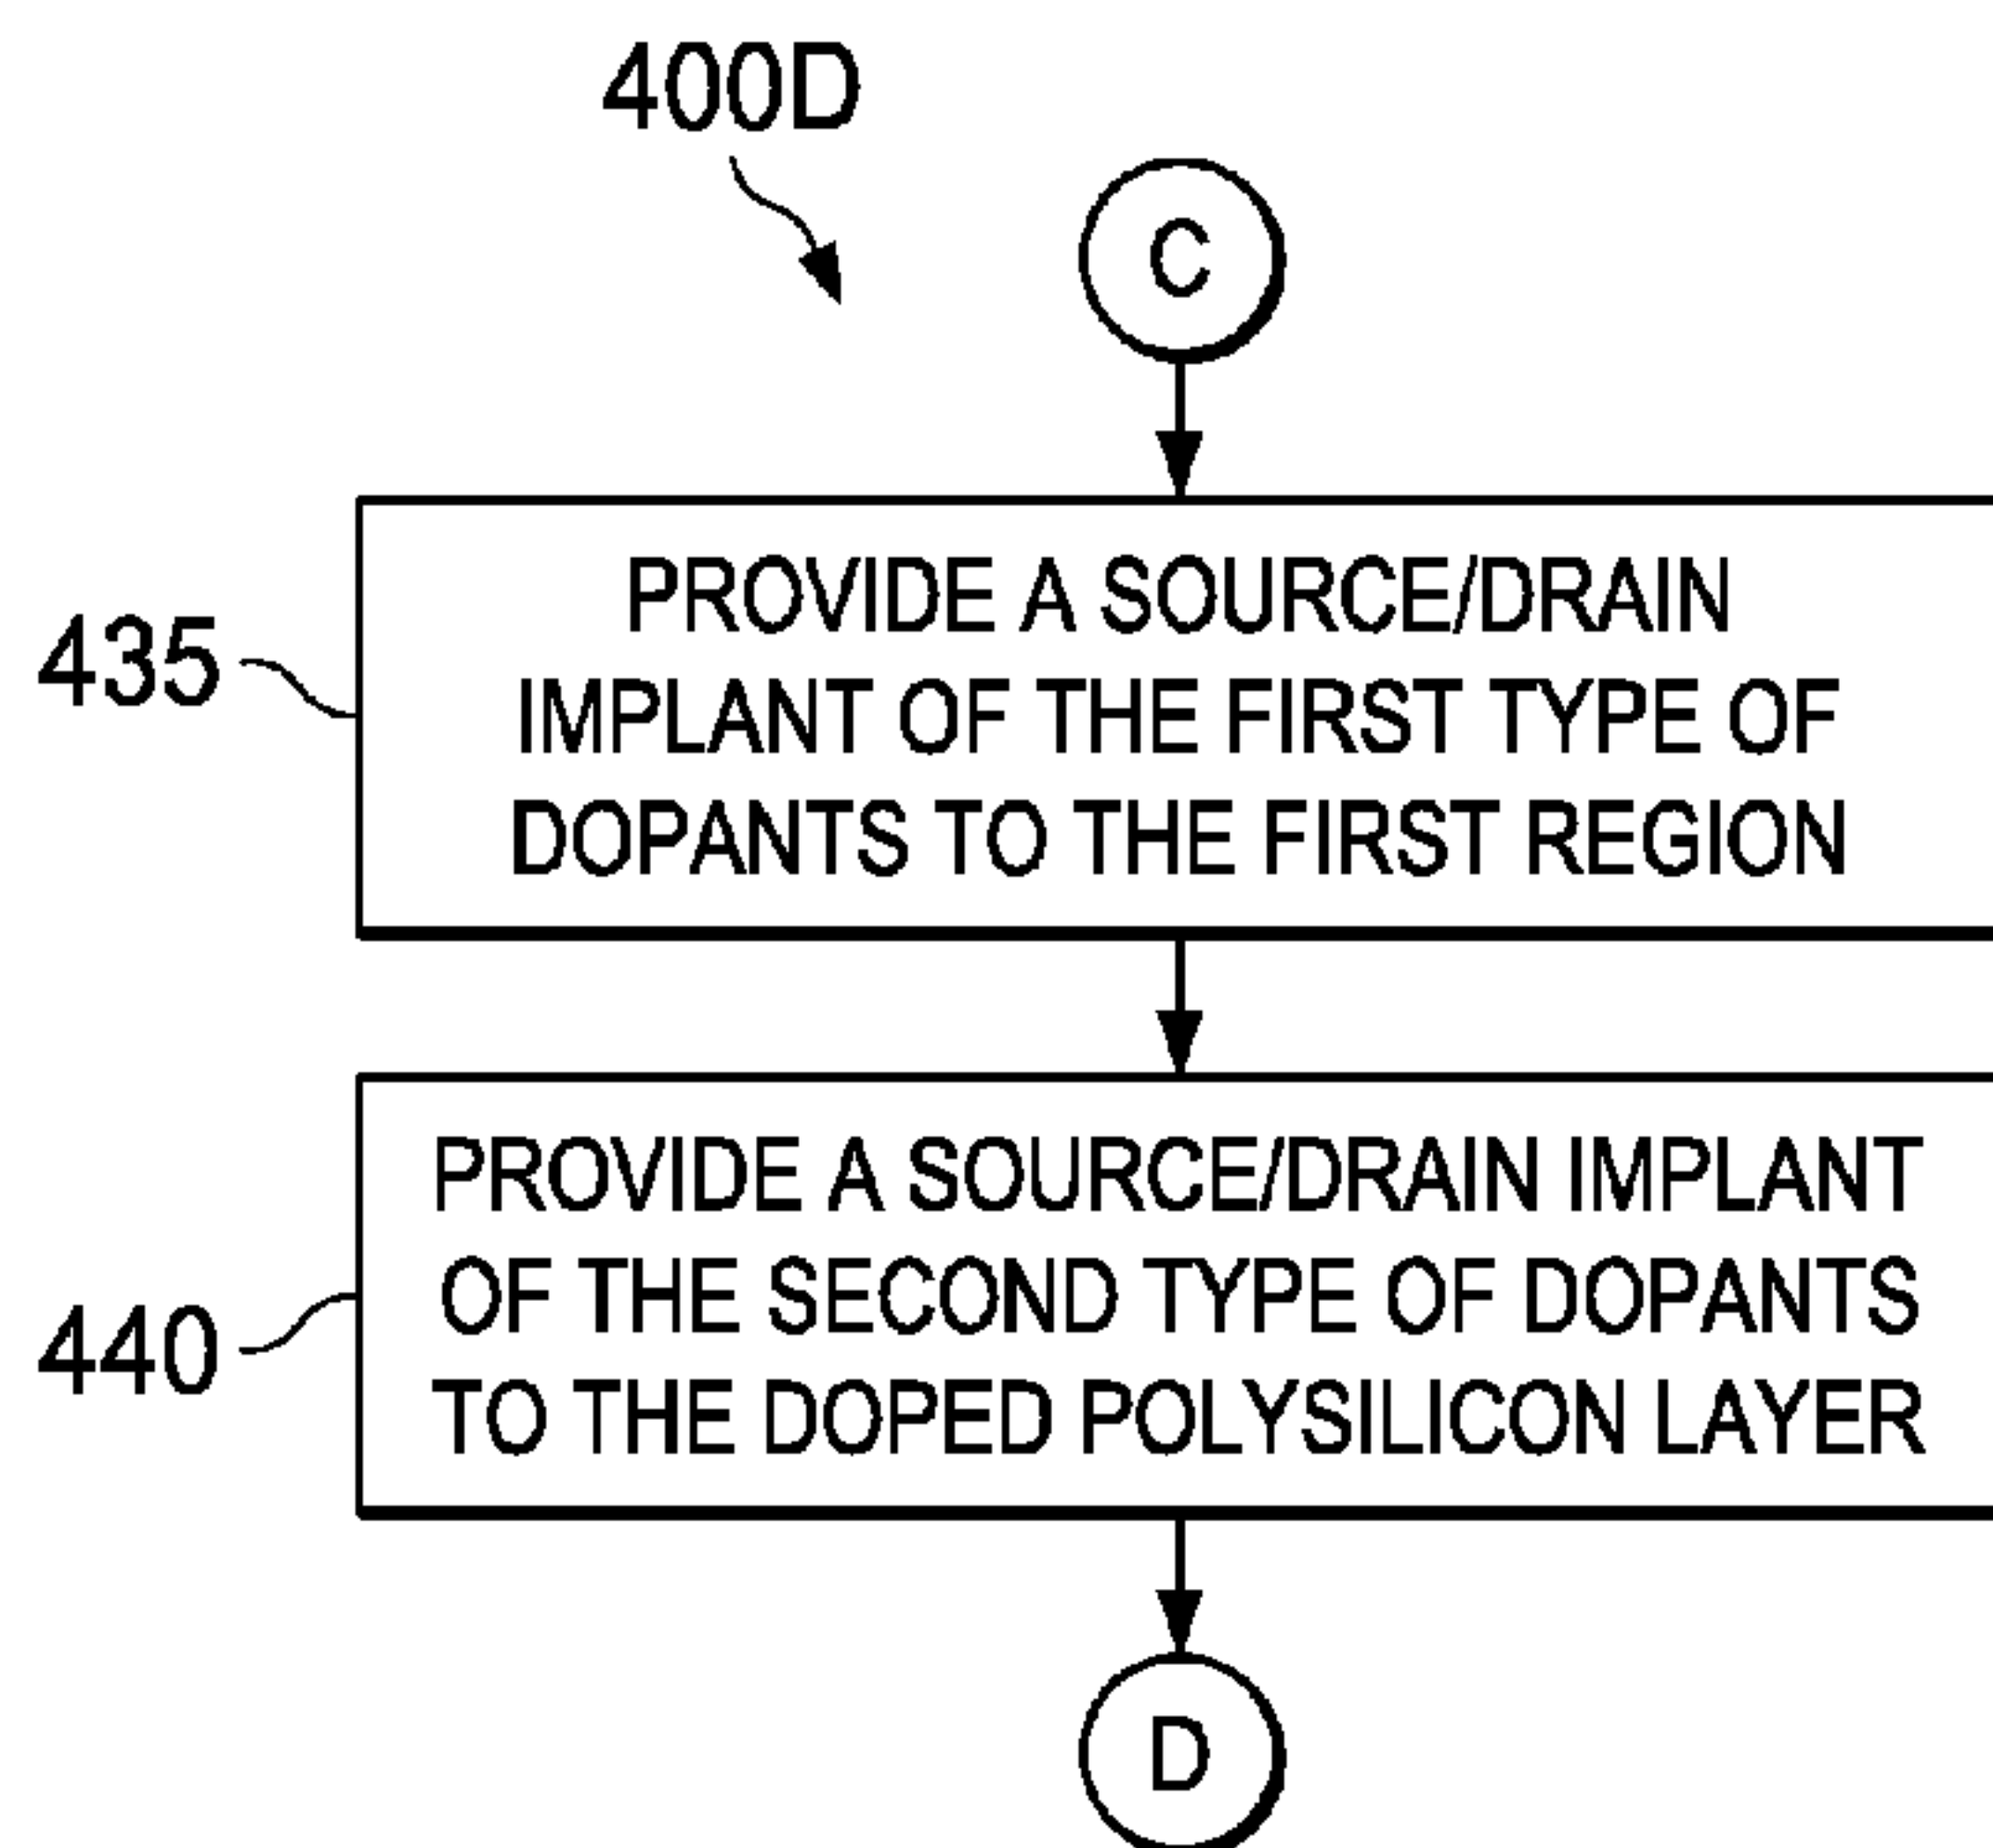 400D
C
435
PROVIDE A SOURCE/DRAIN
IMPLANT OF THE FIRST TYPE OF
DOPANTS TO THE FIRST REGION
440
PROVIDE A SOURCE/DRAIN IMPLANT
OF THE SECOND TYPE OF DOPANTS
TO THE DOPED POLYSILICON LAYER
D